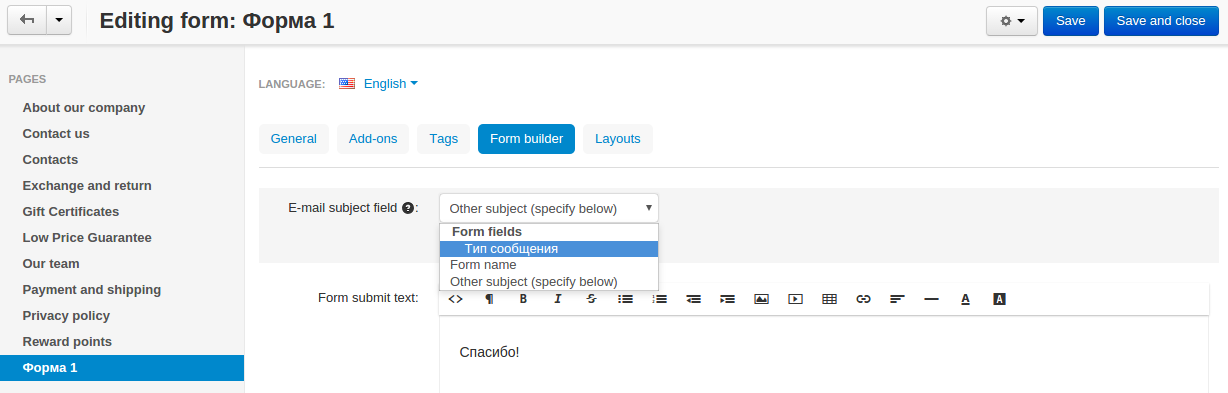 Editing form: Форма 1
Save
Save and close
PAGES
About our company
Contact us
Contacts
Exchange and return
Gift Certificates
Low Price Guarantee
Our team
Payment and shipping
Privacy policy
Reward points
Форма 1
LANGUAGE: English
General Add-ons Tags Form builder Layouts
E-mail subject field ?: Other subject (specify below)
Form fields
Тип сообщения
Form name
Other subject (specify below)
Form submit text:
Спасибо!